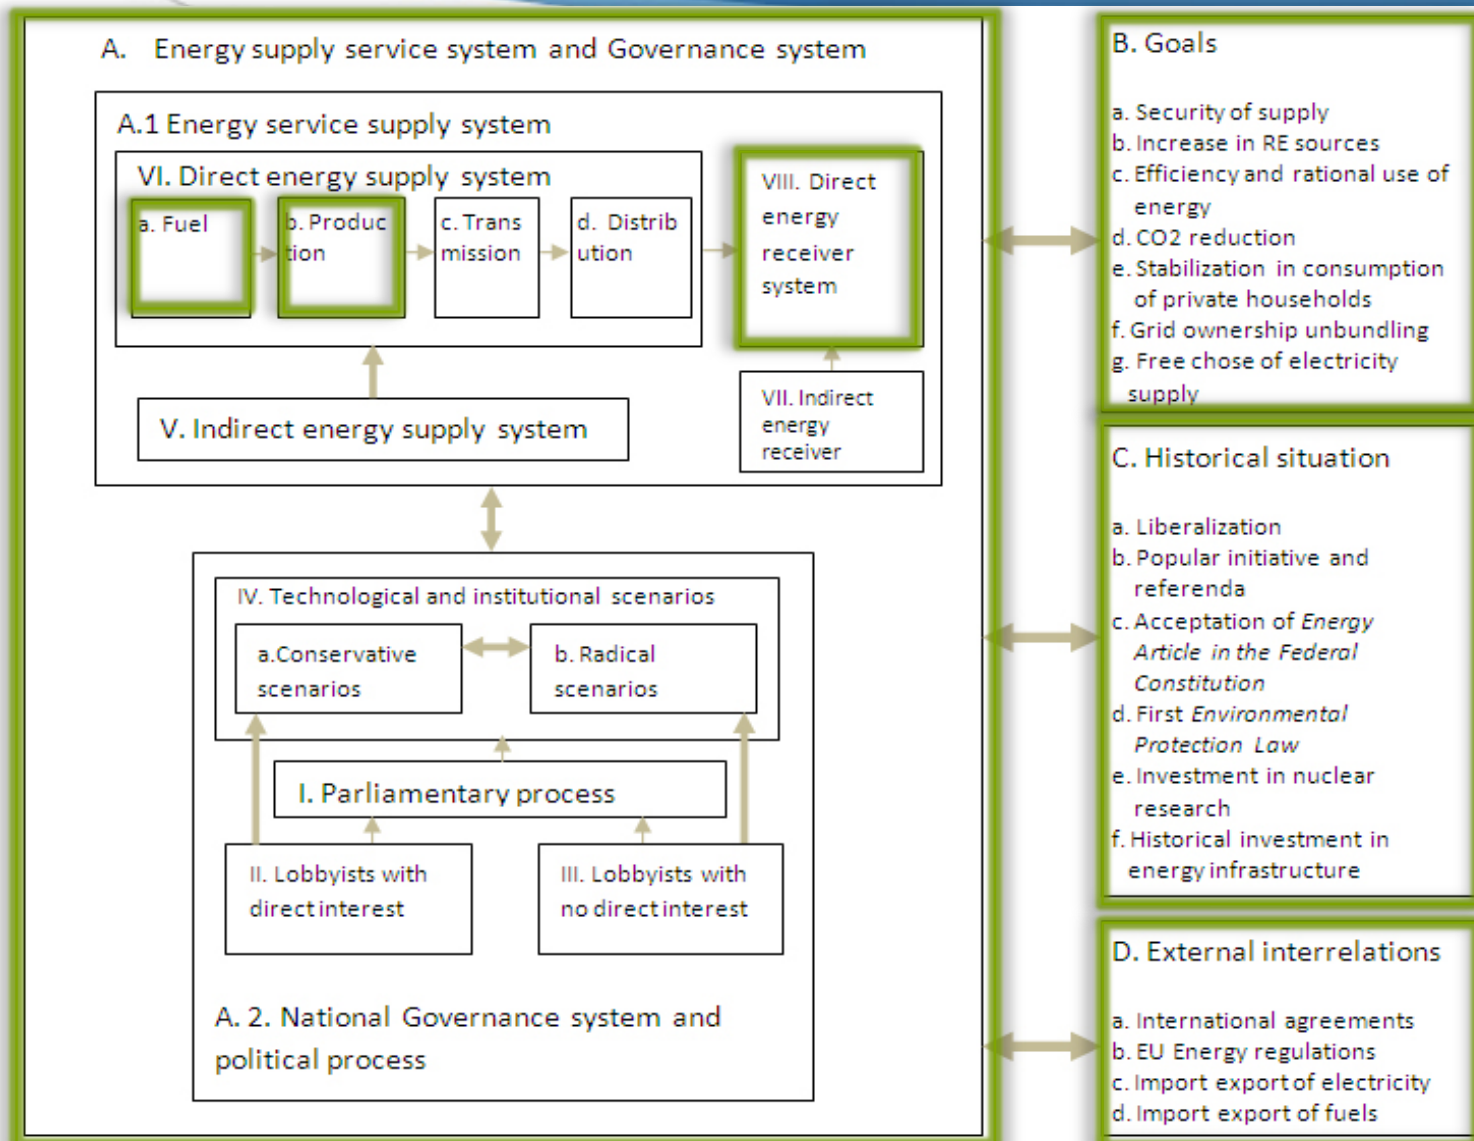 A. Energy supply service system and Governance system
A.1 Energy service supply system
VI. Direct energy supply system
a. Fuel
b. Produc
tion
c. Trans
mission
d. Distrib
ution
VIII. Direct
energy
receiver
system
V. Indirect energy supply system
VII. Indirect
energy
receiver
IV. Technological and institutional scenarios
a.Conservative
scenarios
b. Radical
scenarios
I. Parliamentary process
II. Lobbyists with
direct interest
III. Lobbyists with
no direct interest
A. 2. National Governance system and
political process
B. Goals
a. Security of supply
b. Increase in RE sources
c. Efficiency and rational use of
energy
d. CO2 reduction
e. Stabilization in consumption
of private households
f. Grid ownership unbundling
g. Free chose of electricity
supply
C. Historical situation
a. Liberalization
b. Popular initiative and
referenda
c. Acceptation of Energy
Article in the Federal
Constitution
d. First Environmental
Protection Law
e. Investment in nuclear
research
f. Historical investment in
energy infrastructure
D. External interrelations
a. International agreements
b. EU Energy regulations
c. Import export of electricity
d. Import export of fuels